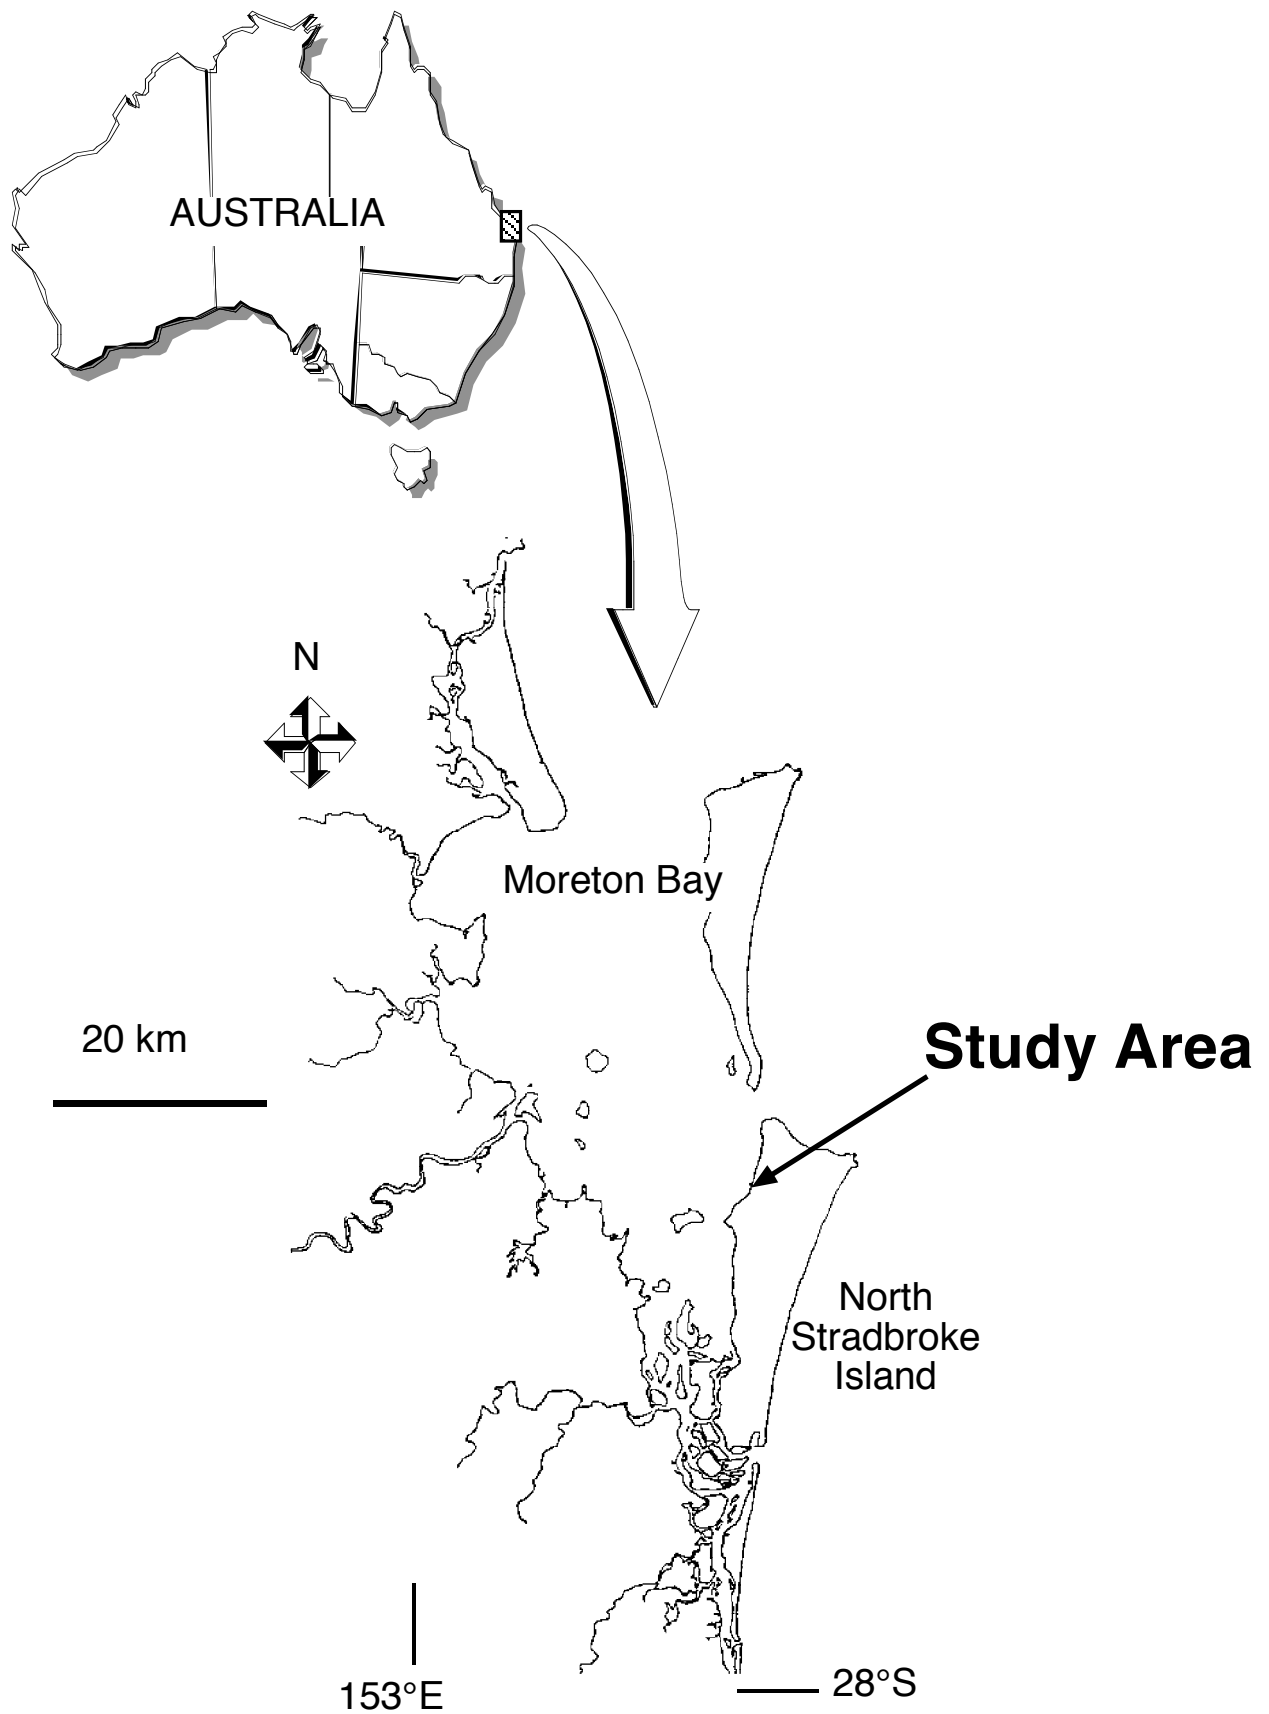 AUSTRALIA
N
Moreton Bay
20 km
Study Area
North
Stradbroke
Island
153°E
28°S